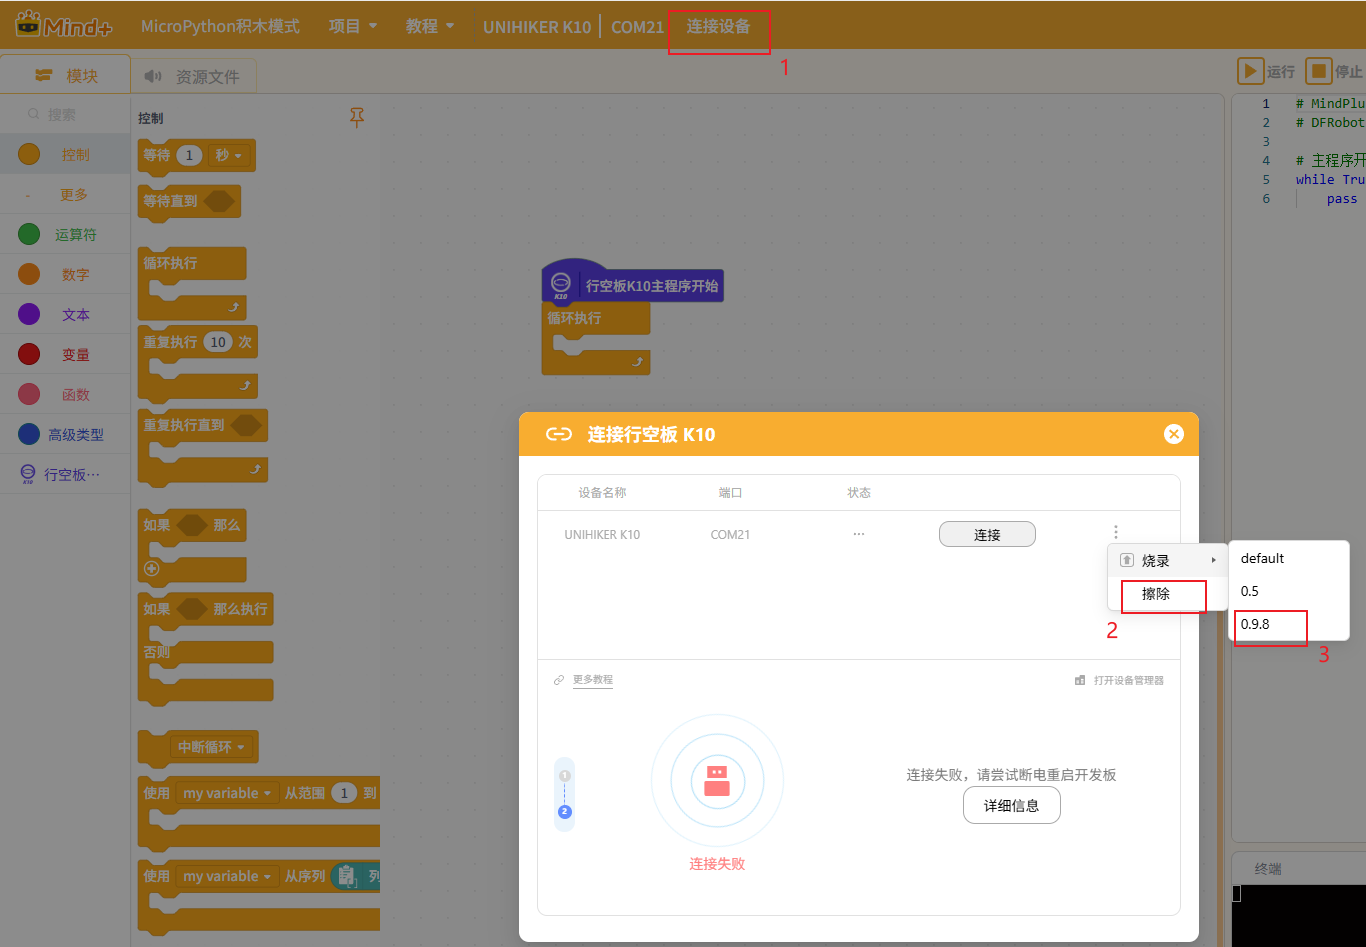 Mind+ MicroPython积木模式 项目 教程 UNIHIKER K10 COM21 连接设备
1
模块 资源文件 运行 停止
搜索
控制
更多
运算符
数字
文本
变量
函数
高级类型
行空板···
K10
控制
等待 1 秒
等待直到
循环执行
重复执行 10 次
重复执行直到
如果 那么
如果 那么执行
否则
中断循环
使用 my variable 从范围 1 到
使用 my variable 从序列 列
行空板K10主程序开始
K10
循环执行
1 # MindPlu
2 # DFRobot
3
4 # 主程序开
5 while Tru
6 pass
连接行空板 K10
设备名称 端口 状态
UNIHIKER K10 COM21 ··· 连接
烧录
擦除
2
default
0.5
0.9.8
3
更多教程 打开设备管理器
1
2
连接失败
连接失败，请尝试断电重启开发板
详细信息
终端